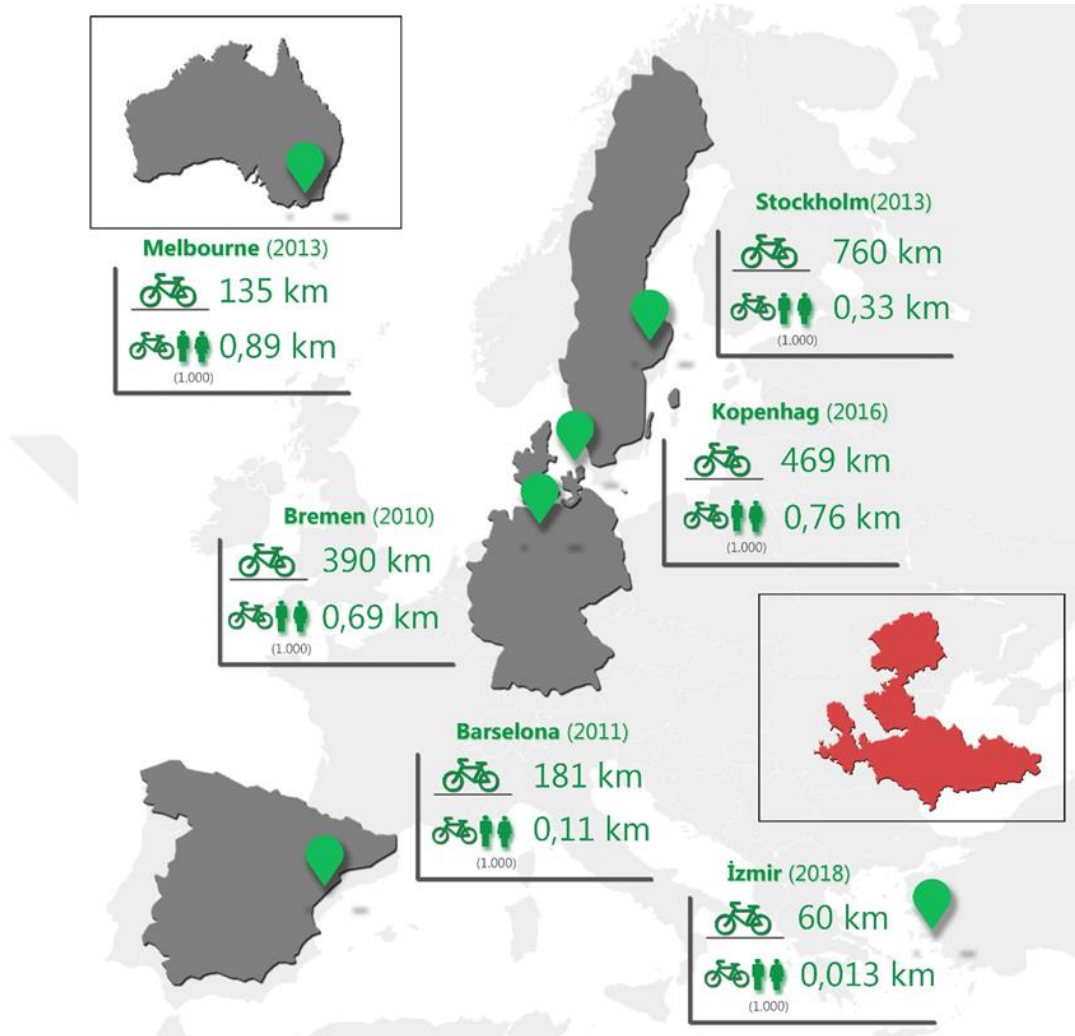 Melbourne (2013)
135 km
0,89 km
(1.000)
Stockholm(2013)
760 km
0,33 km
(1.000)
Kopenhag (2016)
469 km
0,76 km
(1.000)
Bremen (2010)
390 km
0,69 km
(1.000)
Barselona (2011)
181 km
0,11 km
(1.000)
İzmir (2018)
60 km
0,013 km
(1.000)